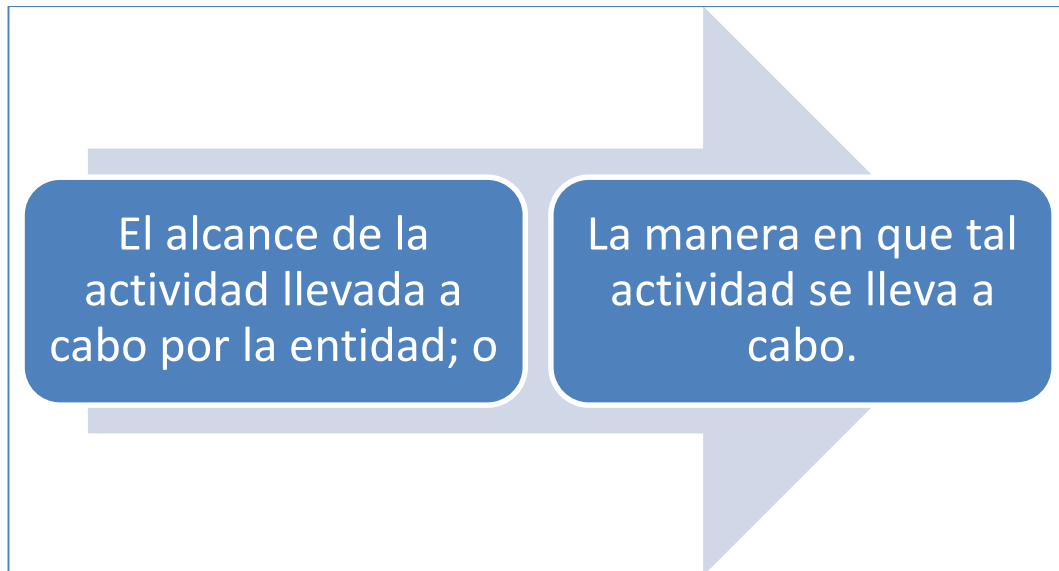 El alcance de la
actividad llevada a
cabo por la entidad; o
La manera en que tal
actividad se lleva a
cabo.